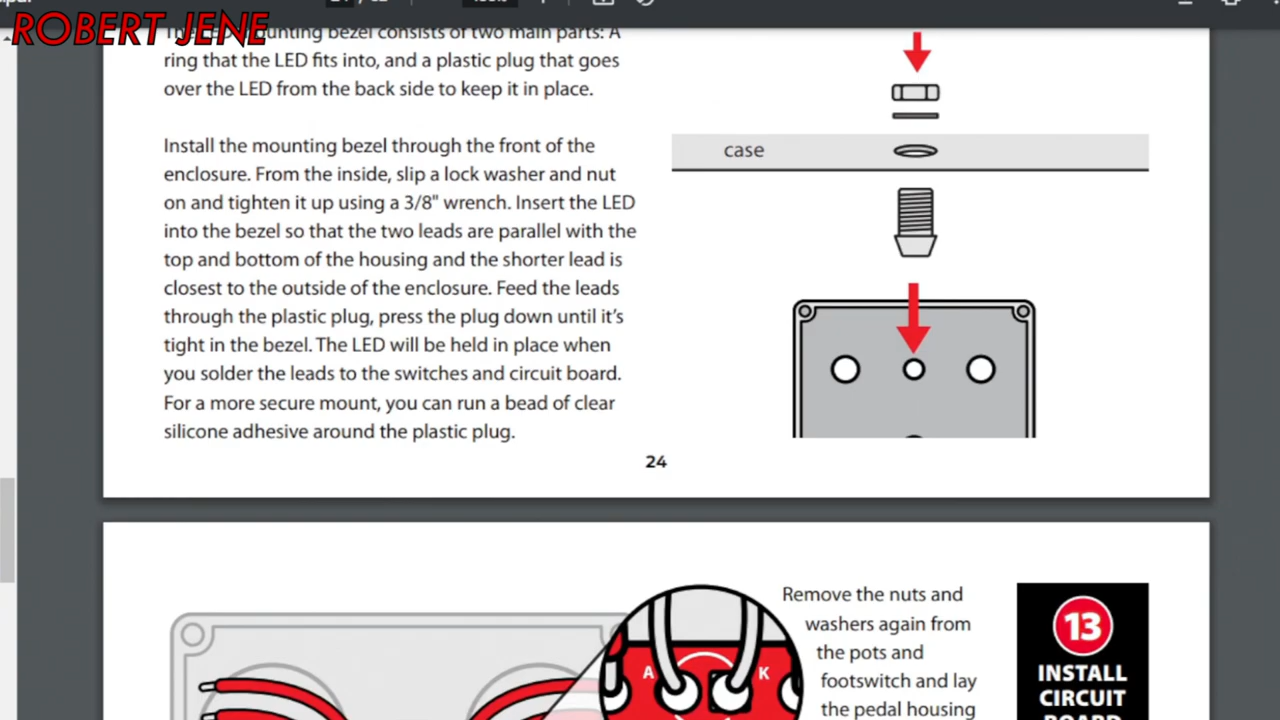 ROBERT JENE
mounting bezel consists of two main parts: A
ring that the LED fits into, and a plastic plug that goes
over the LED from the back side to keep it in place.
Install the mounting bezel through the front of the
enclosure. From the inside, slip a lock washer and nut
on and tighten it up using a 3/8" wrench. Insert the LED
into the bezel so that the two leads are parallel with the
top and bottom of the housing and the shorter lead is
closest to the outside of the enclosure. Feed the leads
through the plastic plug, press the plug down until it's
tight in the bezel. The LED will be held in place when
you solder the leads to the switches and circuit board.
For a more secure mount, you can run a bead of clear
silicone adhesive around the plastic plug.
case
24
A
K
Remove the nuts and
washers again from
the pots and
footswitch and lay
the pedal housing
13
INSTALL
CIRCUIT
BOARD